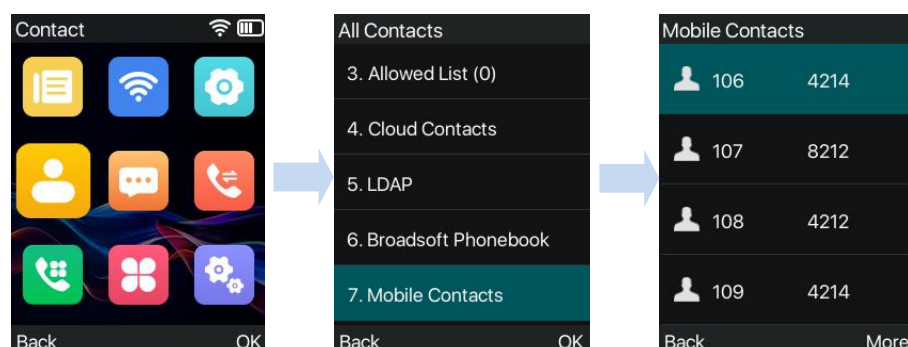 Contact
Back OK
All Contacts
3. Allowed List (0)
4. Cloud Contacts
5. LDAP
6. Broadsoft Phonebook
7. Mobile Contacts
Back OK
Mobile Contacts
106 4214
107 8212
108 4212
109 4214
Back More